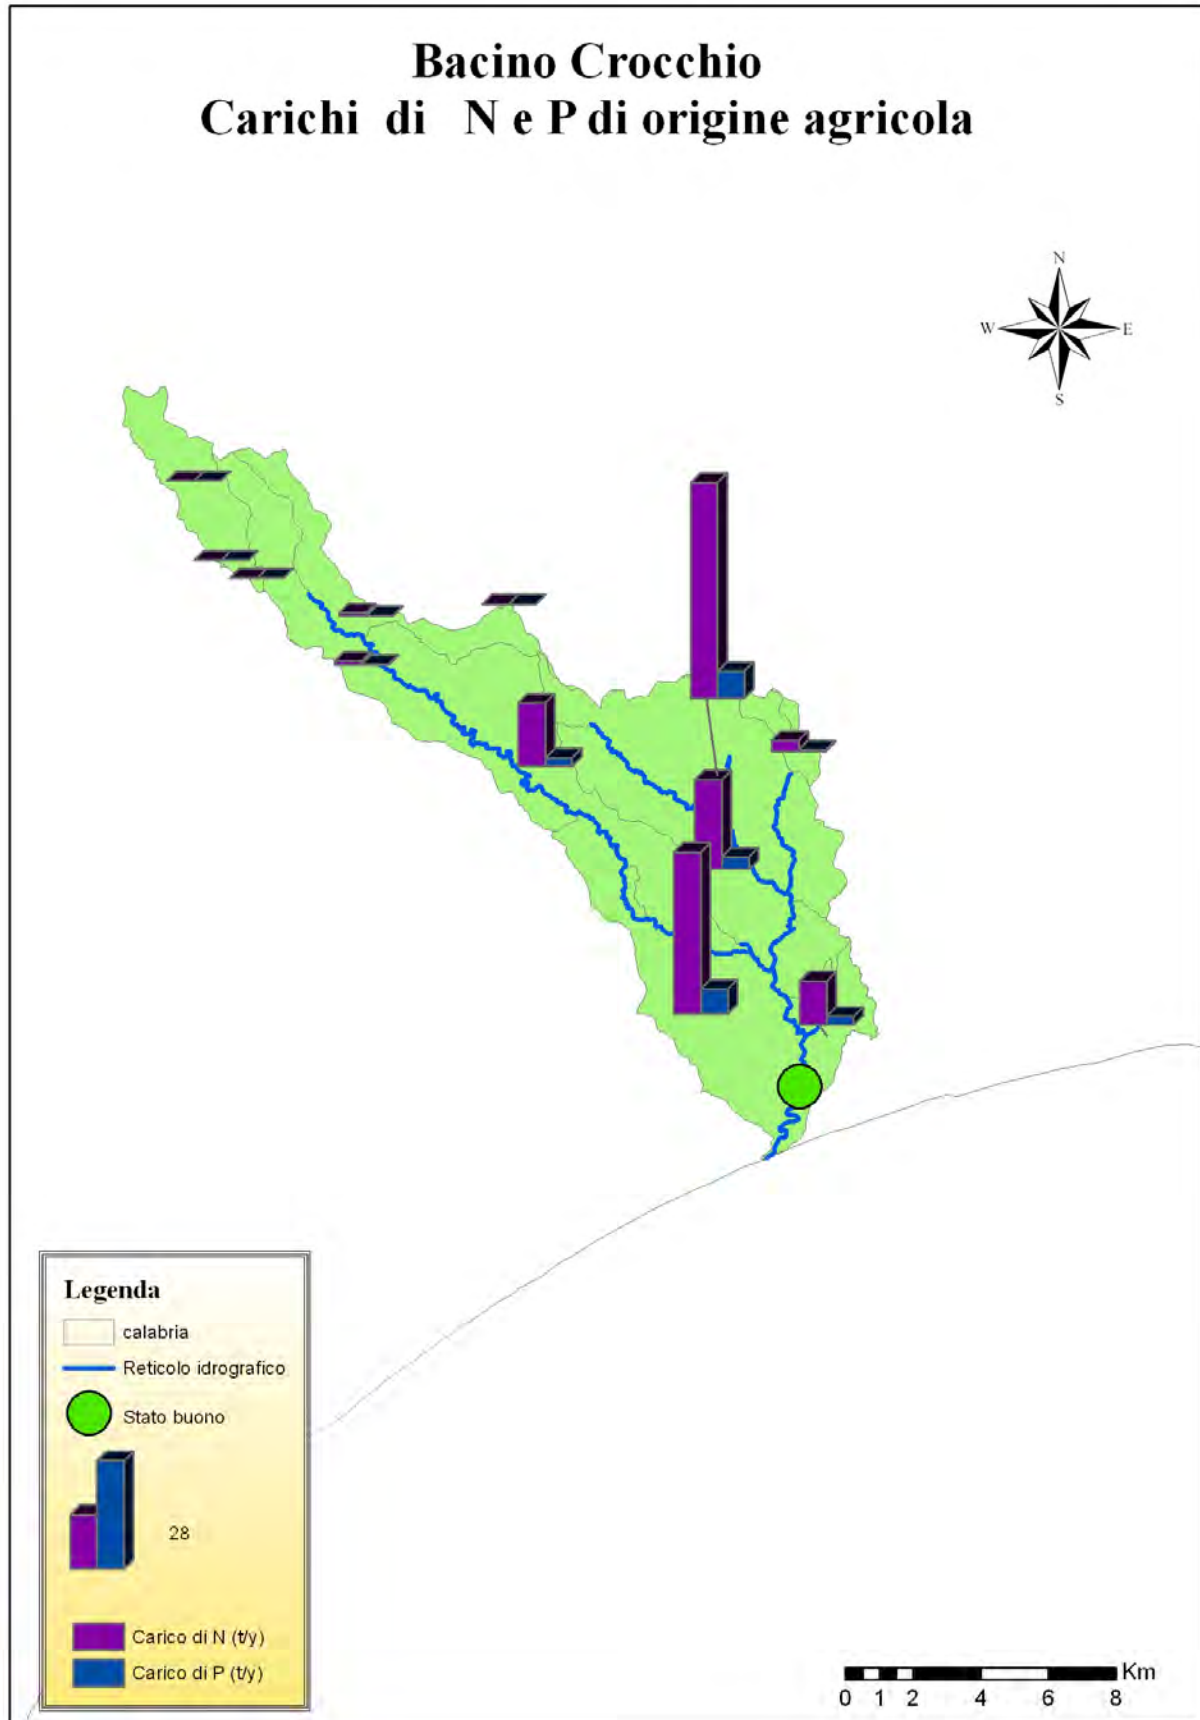 Bacino Crocchio
Carichi di N e P di origine agricola
N
W E
S
Legenda
calabria
Reticolo idrografico
Stato buono
28
Carico di N (t/y)
Carico di P (t/y)
Km
0 1 2 4 6 8